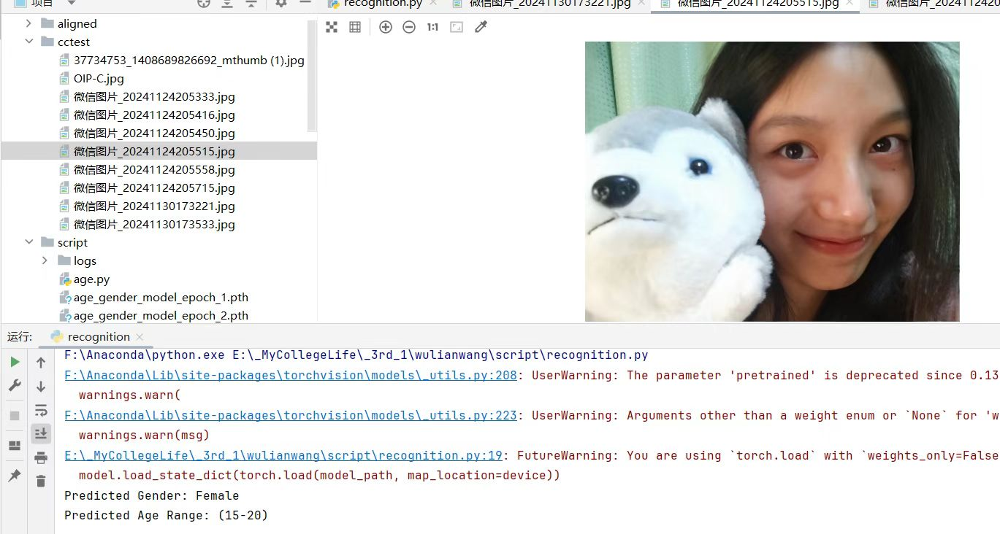 项目
recognition.py
微信图片_20241130173221.jpg
微信图片_20241124205515.jpg
aligned
cctest
37734753_1408689826692_mthumb (1).jpg
OIP-C.jpg
微信图片_20241124205333.jpg
微信图片_20241124205416.jpg
微信图片_20241124205450.jpg
微信图片_20241124205515.jpg
微信图片_20241124205558.jpg
微信图片_20241124205715.jpg
微信图片_20241130173221.jpg
微信图片_20241130173533.jpg
script
logs
age.py
age_gender_model_epoch_1.pth
age_gender_model_epoch_2.pth
1:1
运行:
recognition
F:\Anaconda\python.exe E:\_MyCollegeLife\_3rd_1\wulianwang\script\recognition.py
F:\Anaconda\Lib\site-packages\torchvision\models\_utils.py:208: UserWarning: The parameter 'pretrained' is deprecated since 0.13
warnings.warn(
F:\Anaconda\Lib\site-packages\torchvision\models\_utils.py:223: UserWarning: Arguments other than a weight enum or `None` for 'w
warnings.warn(msg)
E:\_MyCollegeLife\_3rd_1\wulianwang\script\recognition.py:19: FutureWarning: You are using `torch.load` with `weights_only=False
model.load_state_dict(torch.load(model_path, map_location=device))
Predicted Gender: Female
Predicted Age Range: (15-20)